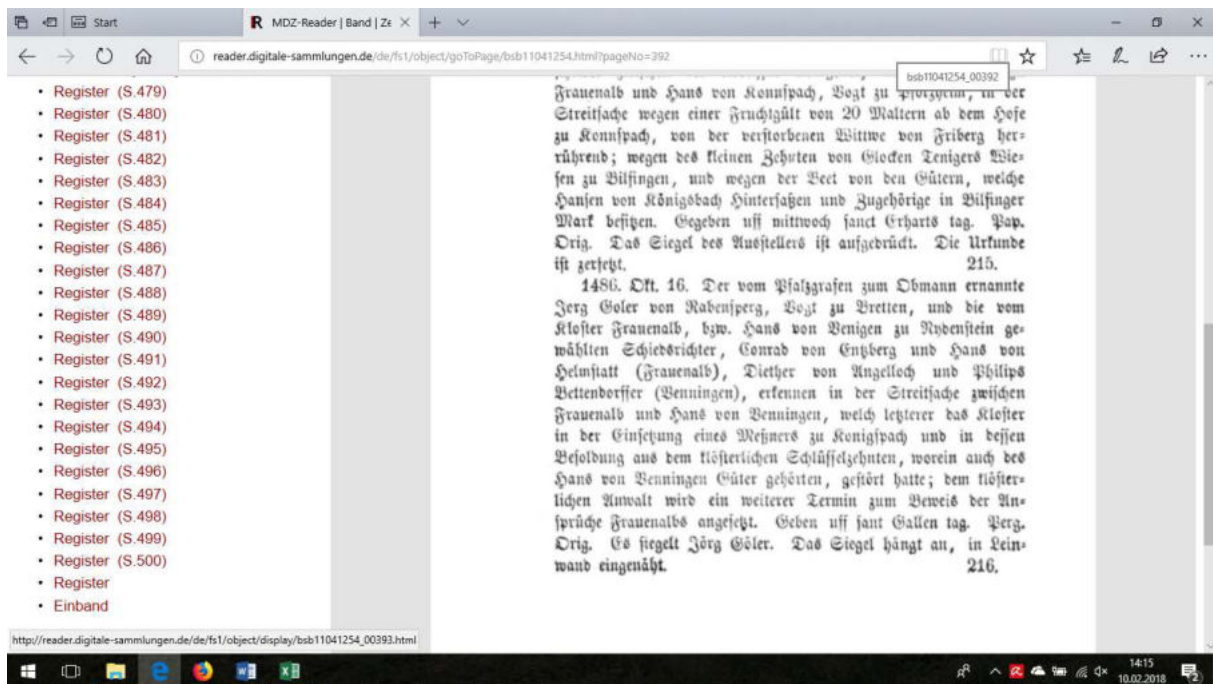 Start
MDZ-Reader | Band | Ze
reader.digitale-sammlungen.de/de/fs1/object/goToPage/bsb11041254.html?pageNo=392
bsb11041254_00392
Register (S.479)
Register (S.480)
Register (S.481)
Register (S.482)
Register (S.483)
Register (S.484)
Register (S.485)
Register (S.486)
Register (S.487)
Register (S.488)
Register (S.489)
Register (S.490)
Register (S.491)
Register (S.492)
Register (S.493)
Register (S.494)
Register (S.495)
Register (S.496)
Register (S.497)
Register (S.498)
Register (S.499)
Register (S.500)
Register
Einband
Frauenalb und Hans von Konnspach, Vogt zu Pforzheim, in der
Streitsache wegen einer Fruchtgült von 20 Maltern ab dem Hofe
zu Konnspach, von der verstorbenen Wittwe von Friberg her=
rührend; wegen des kleinen Zehnten von Glocken Tenigers Wie=
sen zu Bilfingen, und wegen der Beet von den Gütern, welche
Hansen von Königsbach Hintersaßen und Zugehörige in Bilfinger
Mark besitzen. Gegeben uff mittwoch sanct Erharts tag. Pap.
Orig. Das Siegel des Ausstellers ist aufgedrückt. Die Urkunde
ist zerfetzt. 215.
1486. Okt. 16. Der vom Pfalzgrafen zum Obmann ernannte
Jerg Goler von Rabensperg, Vogt zu Bretten, und die vom
Kloster Frauenalb, bzw. Hans von Venigen zu Nydenstein ge=
wählten Schiedsrichter, Conrad von Entzberg und Hans von
Helmstatt (Frauenalb), Diether von Angelloch und Philips
Bettendorffer (Venningen), erkennen in der Streitsache zwischen
Frauenalb und Hans von Venningen, welch letzterer das Kloster
in der Einsetzung eines Meßners zu Konigspach und in dessen
Besoldung aus dem klösterlichen Schlüsselzehnten, worein auch des
Hans von Venningen Güter gehörten, gestört hatte; dem klöster=
lichen Anwalt wird ein weiterer Termin zum Beweis der An=
sprüche Frauenalbs angesetzt. Geben uff sant Gallen tag. Perg.
Orig. Es siegelt Jörg Göler. Das Siegel hängt an, in Lein=
wand eingenäht. 216.
http://reader.digitale-sammlungen.de/de/fs1/object/display/bsb11041254_00393.html
14:15
10.02.2018